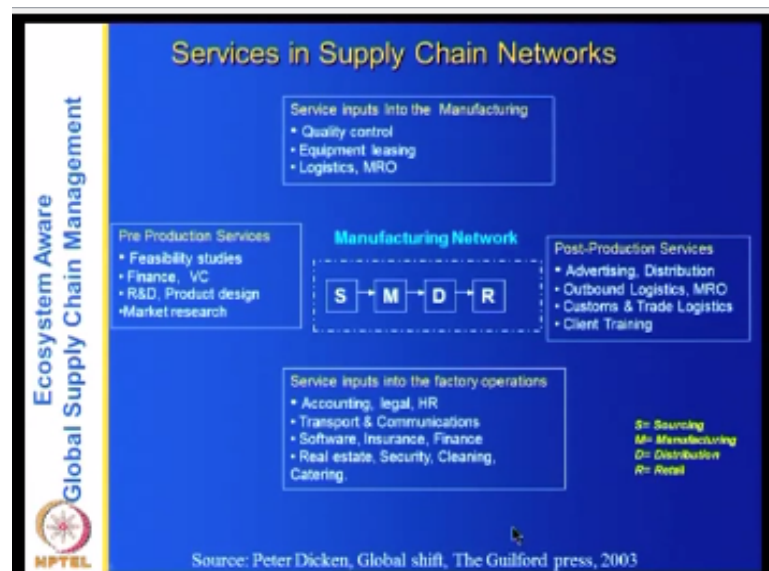 Services in Supply Chain Networks
Ecosystem Aware
Global Supply Chain Management
Service inputs Into the Manufacturing
• Quality control
• Equipment leasing
• Logistics, MRO
Pre Production Services
• Feasibility studies
• Finance, VC
• R&D, Product design
•Market research
Manufacturing Network
S M D R
Post-Production Services
• Advertising, Distribution
• Outbound Logistics, MRO
• Customs & Trade Logistics
• Client Training
Service inputs into the factory operations
• Accounting, legal, HR
• Transport & Communications
• Software, Insurance, Finance
• Real estate, Security, Cleaning,
Catering.
S= Sourcing
M= Manufacturing
D= Distribution
R= Retail
NPTEL
Source: Peter Dicken, Global shift, The Guilford press, 2003